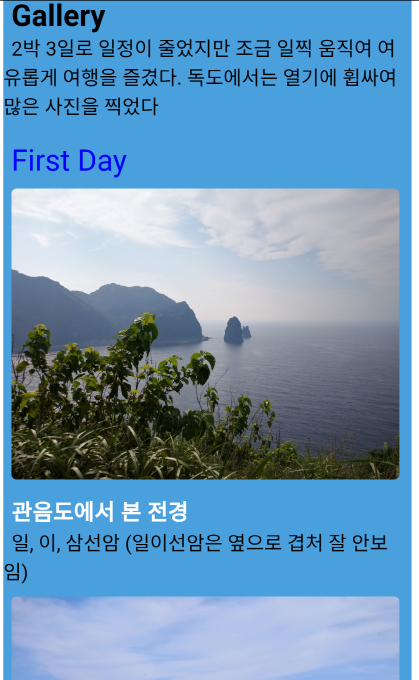 Gallery
2박 3일로 일정이 줄었지만 조금 일찍 움직여 여
유롭게 여행을 즐겼다. 독도에서는 열기에 휩싸여
많은 사진을 찍었다
First Day
관음도에서 본 전경
일, 이, 삼선암 (일이선암은 옆으로 겹처 잘 안보
임)